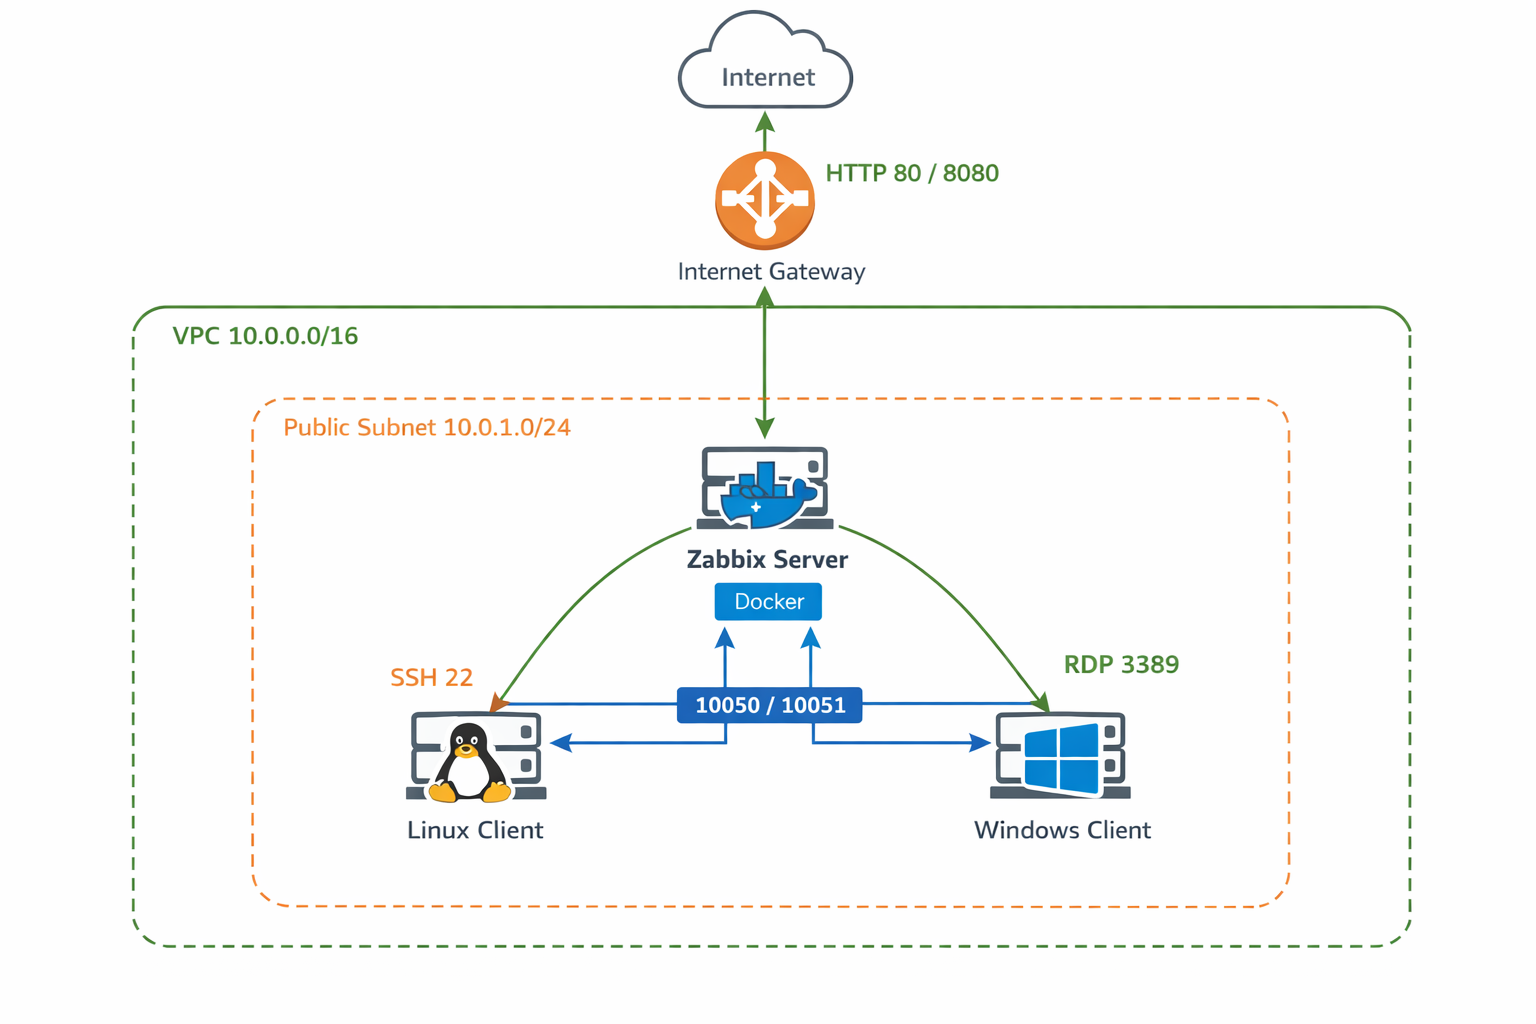 Internet
HTTP 80 / 8080
Internet Gateway
VPC 10.0.0.0/16
Public Subnet 10.0.1.0/24
Zabbix Server
Docker
SSH 22
RDP 3389
10050 / 10051
Linux Client
Windows Client